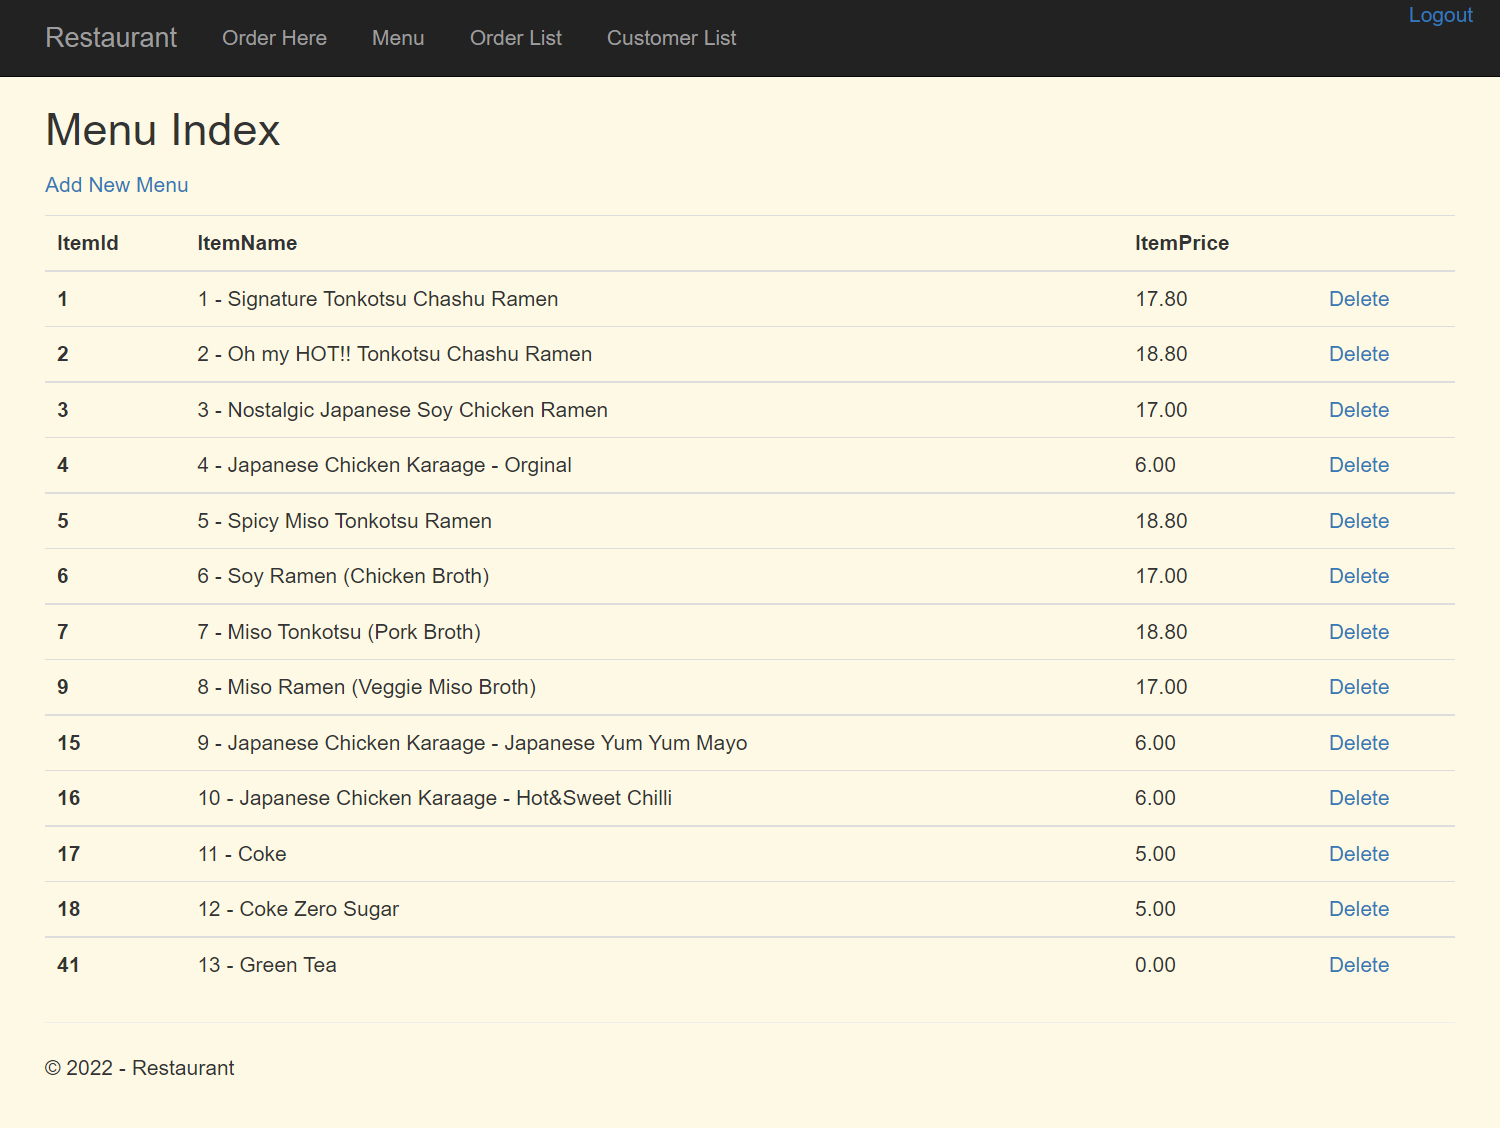 Restaurant Order Here Menu Order List Customer List Logout
Menu Index
Add New Menu
ItemId ItemName ItemPrice
1 1 - Signature Tonkotsu Chashu Ramen 17.80 Delete
2 2 - Oh my HOT!! Tonkotsu Chashu Ramen 18.80 Delete
3 3 - Nostalgic Japanese Soy Chicken Ramen 17.00 Delete
4 4 - Japanese Chicken Karaage - Orginal 6.00 Delete
5 5 - Spicy Miso Tonkotsu Ramen 18.80 Delete
6 6 - Soy Ramen (Chicken Broth) 17.00 Delete
7 7 - Miso Tonkotsu (Pork Broth) 18.80 Delete
9 8 - Miso Ramen (Veggie Miso Broth) 17.00 Delete
15 9 - Japanese Chicken Karaage - Japanese Yum Yum Mayo 6.00 Delete
16 10 - Japanese Chicken Karaage - Hot&Sweet Chilli 6.00 Delete
17 11 - Coke 5.00 Delete
18 12 - Coke Zero Sugar 5.00 Delete
41 13 - Green Tea 0.00 Delete
© 2022 - Restaurant